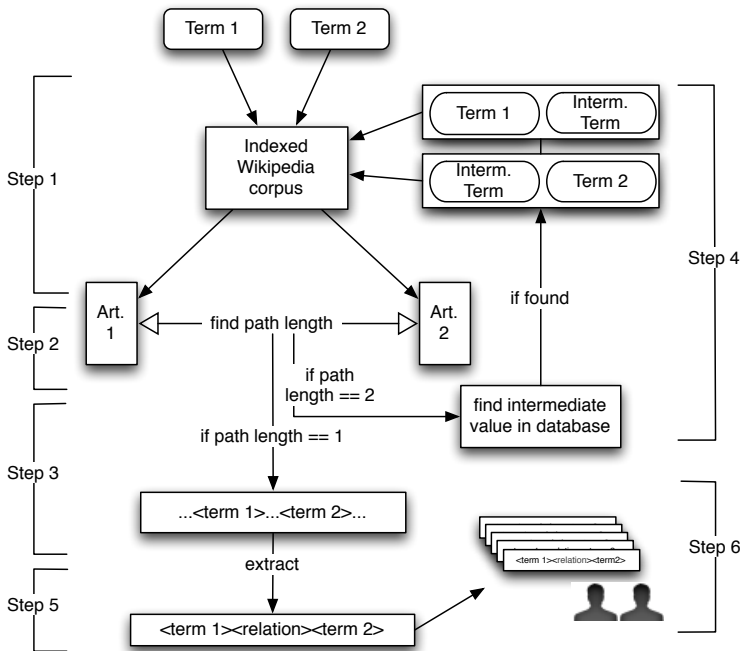 Term 1
Term 2
Term 1
Interm.
Term
Indexed
Wikipedia
corpus
Interm.
Term
Term 2
Step 1
Step 4
Art.
1
find path length
Art.
2
if found
Step 2
if path
length == 2
find intermediate
value in database
if path length == 1
Step 3
...<term 1>...<term 2>...
Step 6
<term 1><relation><term2>
extract
Step 5
<term 1><relation><term 2>